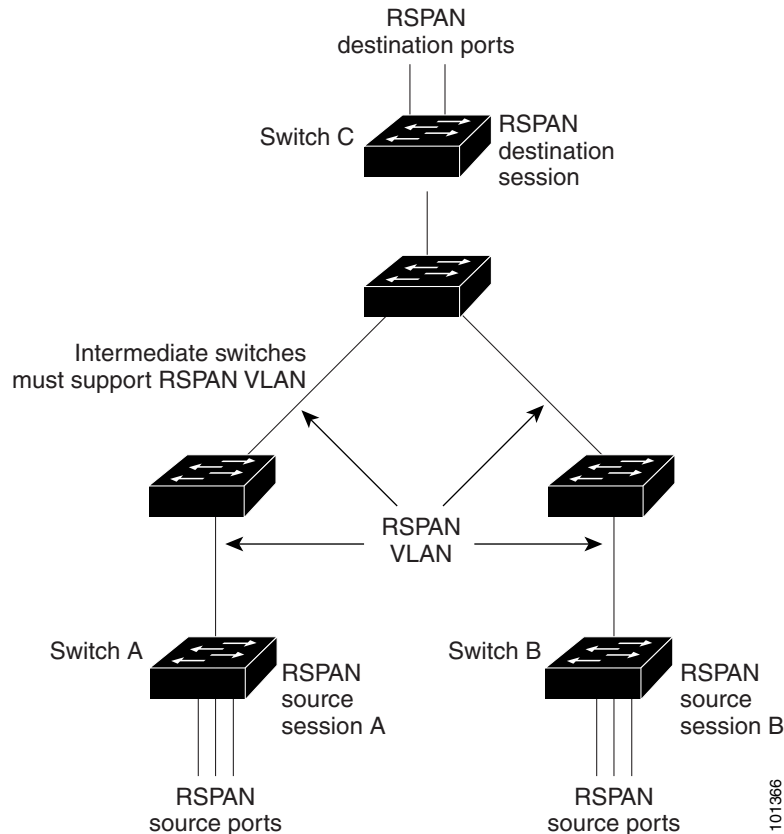 RSPAN
destination ports
Switch C
RSPAN
destination
session
Intermediate switches
must support RSPAN VLAN
RSPAN
VLAN
Switch A
RSPAN
source
session A
Switch B
RSPAN
source
session B
RSPAN
source ports
RSPAN
source ports
101366